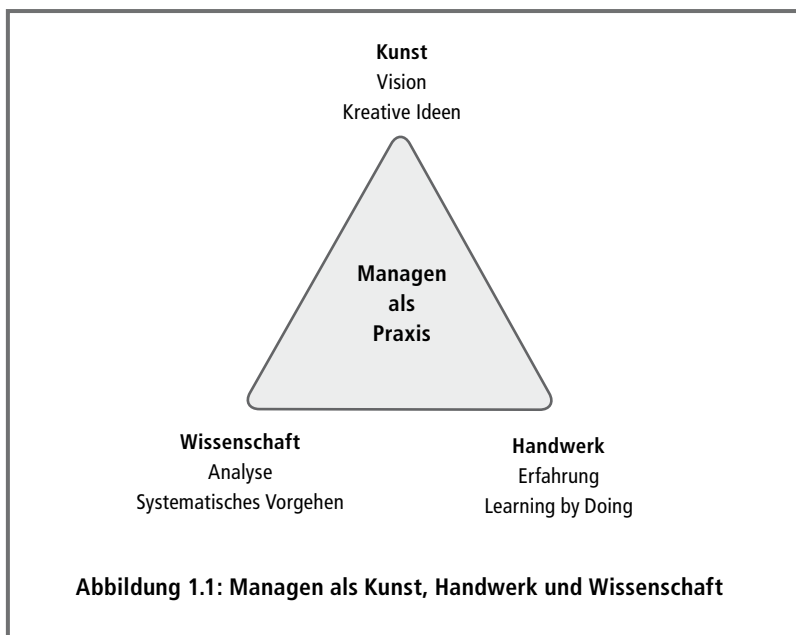 Kunst
Vision
Kreative Ideen
Managen
als
Praxis
Wissenschaft
Analyse
Systematisches Vorgehen
Handwerk
Erfahrung
Learning by Doing
Abbildung 1.1: Managen als Kunst, Handwerk und Wissenschaft